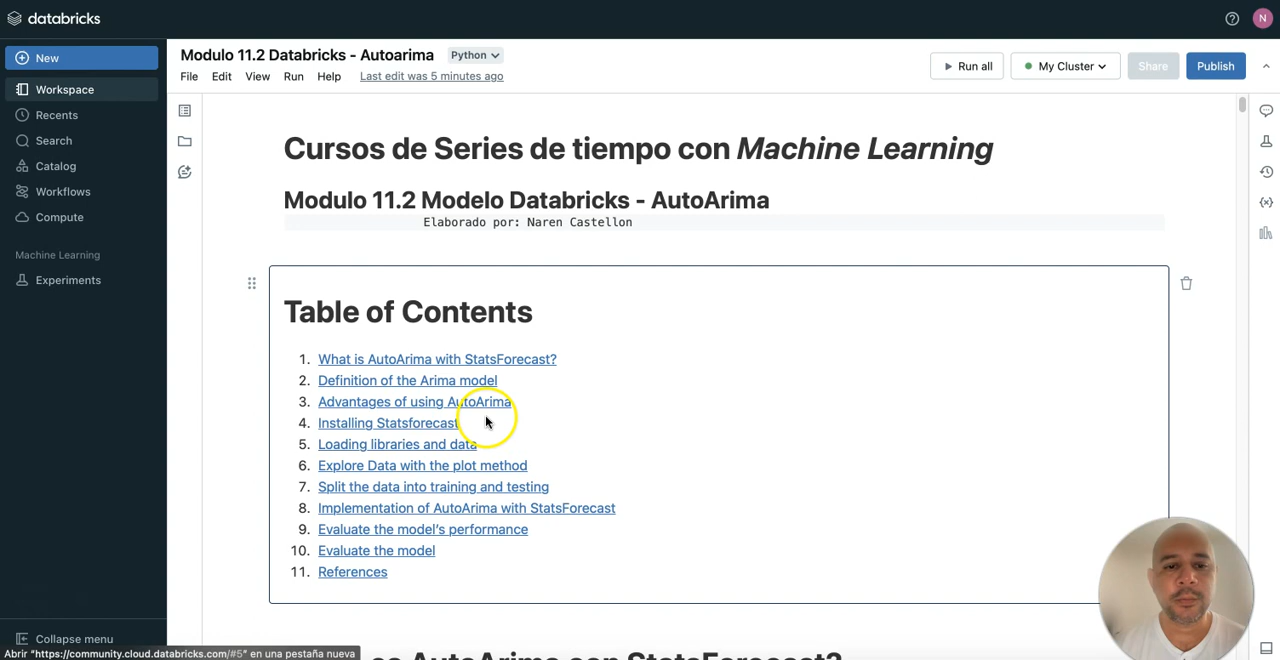 databricks
N
New
Modulo 11.2 Databricks - Autoarima Python
File Edit View Run Help Last edit was 5 minutes ago
Run all My Cluster Share Publish
Workspace
Recents
Search
Catalog
Workflows
Compute
Machine Learning
Experiments
Cursos de Series de tiempo con Machine Learning
Modulo 11.2 Modelo Databricks - AutoArima
Elaborado por: Naren Castellon
Table of Contents
1. What is AutoArima with StatsForecast?
2. Definition of the Arima model
3. Advantages of using AutoArima
4. Installing Statsforecast
5. Loading libraries and data
6. Explore Data with the plot method
7. Split the data into training and testing
8. Implementation of AutoArima with StatsForecast
9. Evaluate the model's performance
10. Evaluate the model
11. References
Collapse menu
Abrir "https://community.cloud.databricks.com/#5" en una pestaña nueva
es AutoArima con StatsForecast?